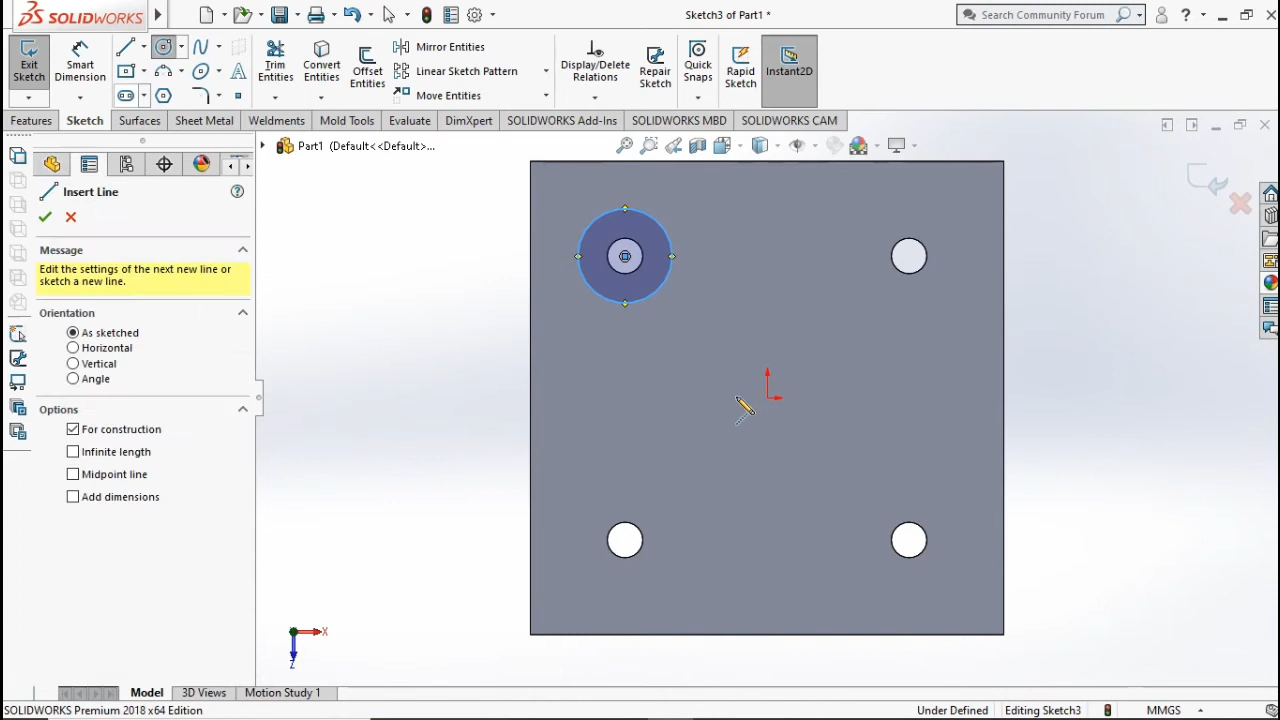 SOLIDWORKS
Sketch3 of Part1 *
Search Community Forum
?
Exit Sketch
Smart Dimension
Trim Entities
Convert Entities
Offset Entities
Mirror Entities
Linear Sketch Pattern
Move Entities
Display/Delete Relations
Repair Sketch
Quick Snaps
Rapid Sketch
Instant2D
Features
Sketch
Surfaces
Sheet Metal
Weldments
Mold Tools
Evaluate
DimXpert
SOLIDWORKS Add-Ins
SOLIDWORKS MBD
SOLIDWORKS CAM
Part1 (Default<<Default>...
Insert Line
?
Message
Edit the settings of the next new line or
sketch a new line.
Orientation
As sketched
Horizontal
Vertical
Angle
Options
For construction
Infinite length
Midpoint line
Add dimensions
X
Z
Model
3D Views
Motion Study 1
SOLIDWORKS Premium 2018 x64 Edition
Under Defined
Editing Sketch3
MMGS